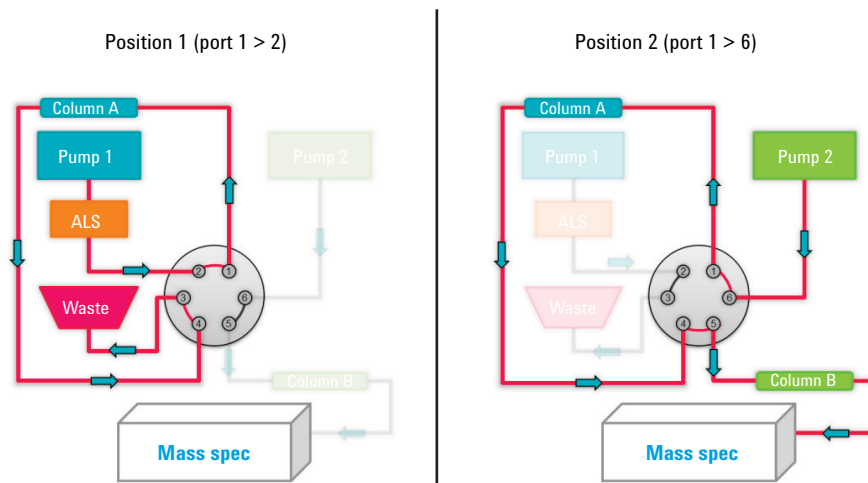 Position 1 (port 1 > 2)
Column A
Pump 1
Pump 2
ALS
2
1
3
6
4
5
Waste
Column B
Mass spec
Position 2 (port 1 > 6)
Column A
Pump 1
Pump 2
ALS
2
1
3
6
4
5
Waste
Column B
Mass spec